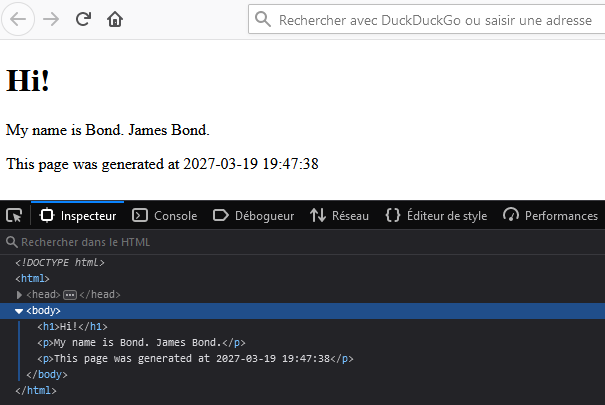 Rechercher avec DuckDuckGo ou saisir une adresse
Hi!
My name is Bond. James Bond.
This page was generated at 2027-03-19 19:47:38
Inspecteur Console Débogueur Réseau {} Éditeur de style Performances
Rechercher dans le HTML
<!DOCTYPE html>
<html>
<head>...</head>
<body>
<h1>Hi!</h1>
<p>My name is Bond. James Bond.</p>
<p>This page was generated at 2027-03-19 19:47:38</p>
</body>
</html>